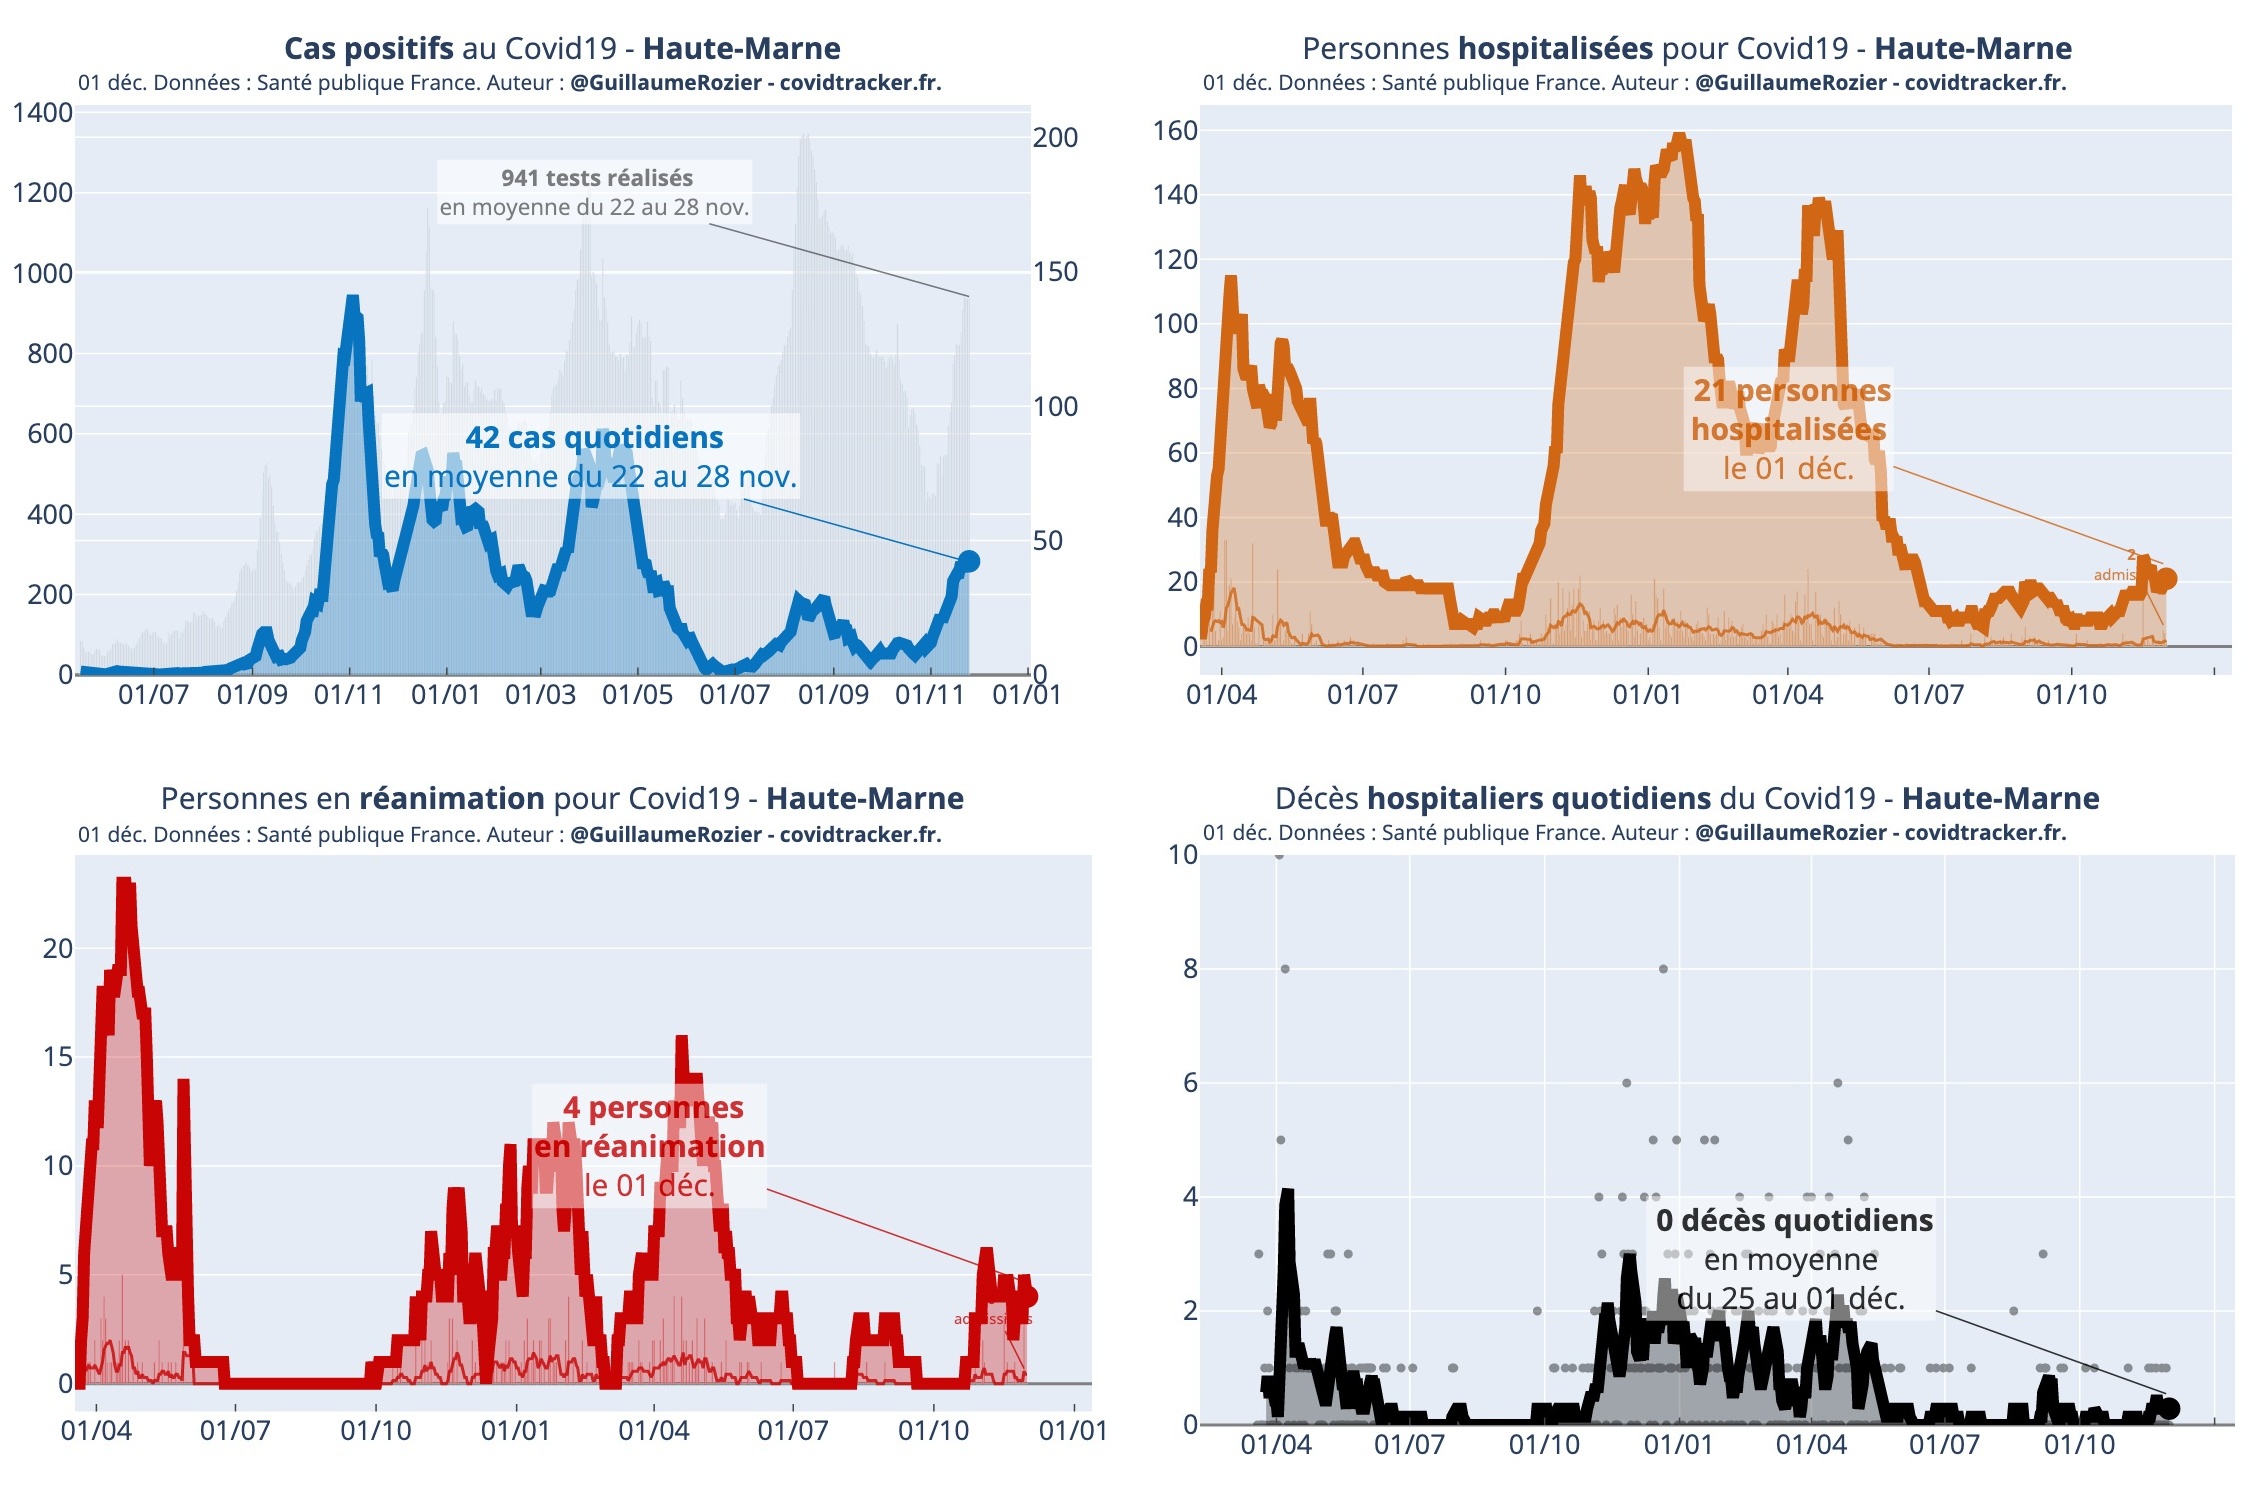 Cas positifs au Covid19 - Haute-Marne
01 déc. Données : Santé publique France. Auteur : @GuillaumeRozier - covidtracker.fr.
1400
1200
1000
800
600
400
200
0
200
150
100
50
0
941 tests réalisés
en moyenne du 22 au 28 nov.
42 cas quotidiens
en moyenne du 22 au 28 nov.
01/07 01/09 01/11 01/01 01/03 01/05 01/07 01/09 01/11 01/01
Personnes hospitalisées pour Covid19 - Haute-Marne
01 déc. Données : Santé publique France. Auteur : @GuillaumeRozier - covidtracker.fr.
160
140
120
100
80
60
40
20
0
21 personnes
hospitalisées
le 01 déc.
2
01/04 01/07 01/10 01/01 01/04 01/07 01/10
Personnes en réanimation pour Covid19 - Haute-Marne
01 déc. Données : Santé publique France. Auteur : @GuillaumeRozier - covidtracker.fr.
20
15
10
5
0
4 personnes
en réanimation
le 01 déc.
01/04 01/07 01/10 01/01 01/04 01/07 01/10 01/01
Décès hospitaliers quotidiens du Covid19 - Haute-Marne
01 déc. Données : Santé publique France. Auteur : @GuillaumeRozier - covidtracker.fr.
10
8
6
4
2
0
0 décès quotidiens
en moyenne
du 25 au 01 déc.
01/04 01/07 01/10 01/01 01/04 01/07 01/10